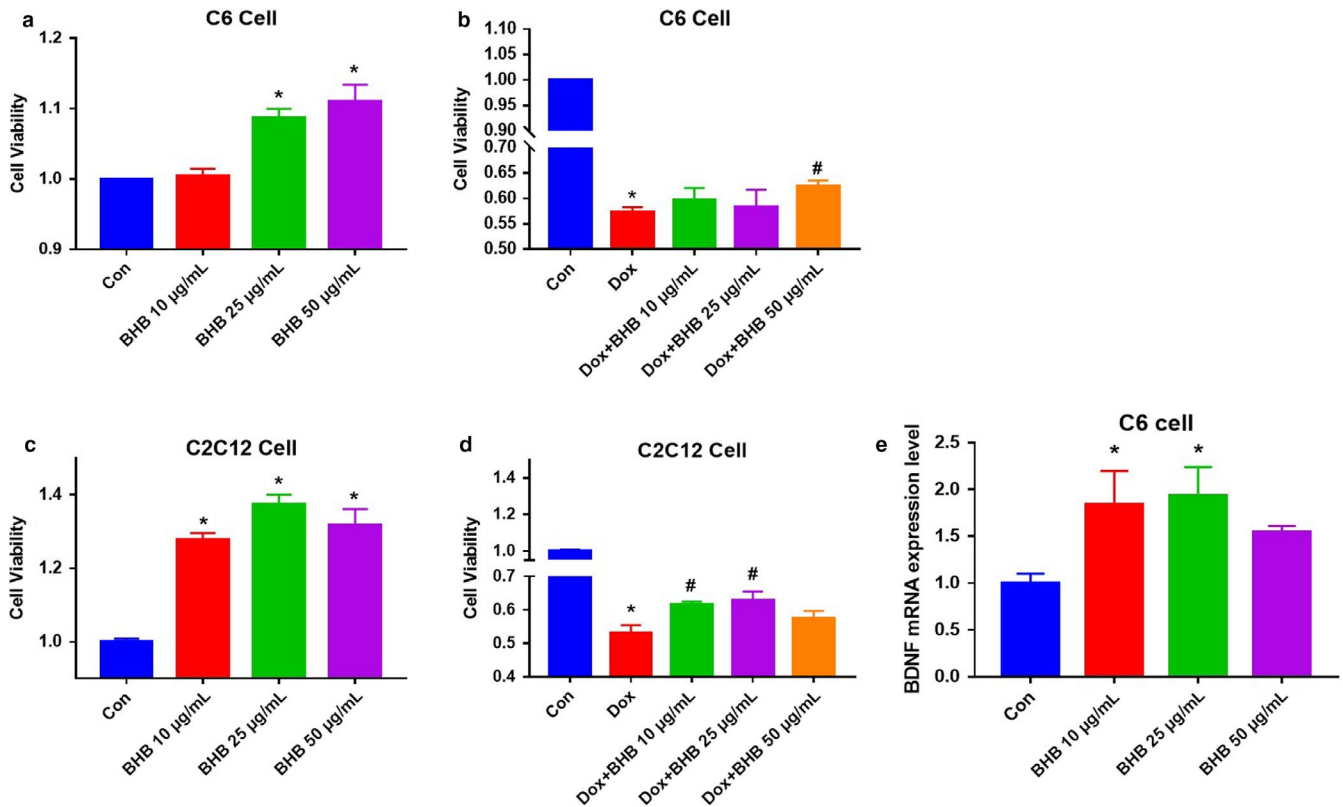 a
C6 Cell
Cell Viability
1.2
1.1
1.0
0.9
*
*
Con
BHB 10 µg/mL
BHB 25 µg/mL
BHB 50 µg/mL
b
C6 Cell
Cell Viability
1.10
1.05
1.00
0.95
0.90
0.70
0.65
0.60
0.55
0.50
*
#
Con
Dox
Dox+BHB 10 µg/mL
Dox+BHB 25 µg/mL
Dox+BHB 50 µg/mL
c
C2C12 Cell
Cell Viability
1.4
1.2
1.0
*
*
*
Con
BHB 10 µg/mL
BHB 25 µg/mL
BHB 50 µg/mL
d
C2C12 Cell
Cell Viability
1.4
1.2
1.0
0.7
0.6
0.5
0.4
*
#
#
Con
Dox
Dox+BHB 10 µg/mL
Dox+BHB 25 µg/mL
Dox+BHB 50 µg/mL
e
C6 cell
BDNF mRNA expression level
2.5
2.0
1.5
1.0
0.5
0.0
*
*
Con
BHB 10 µg/mL
BHB 25 µg/mL
BHB 50 µg/mL